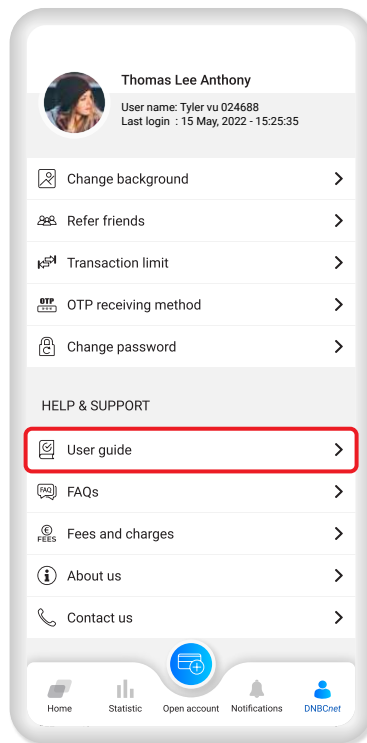 Thomas Lee Anthony
User name: Tyler vu 024688
Last login : 15 May, 2022 - 15:25:35
Change background
Refer friends
Transaction limit
OTP
OTP receiving method
Change password
HELP & SUPPORT
User guide
FAQ
FAQs
€
FEES
Fees and charges
i
About us
Contact us
Home
Statistic
Open account
Notifications
DNBCnet